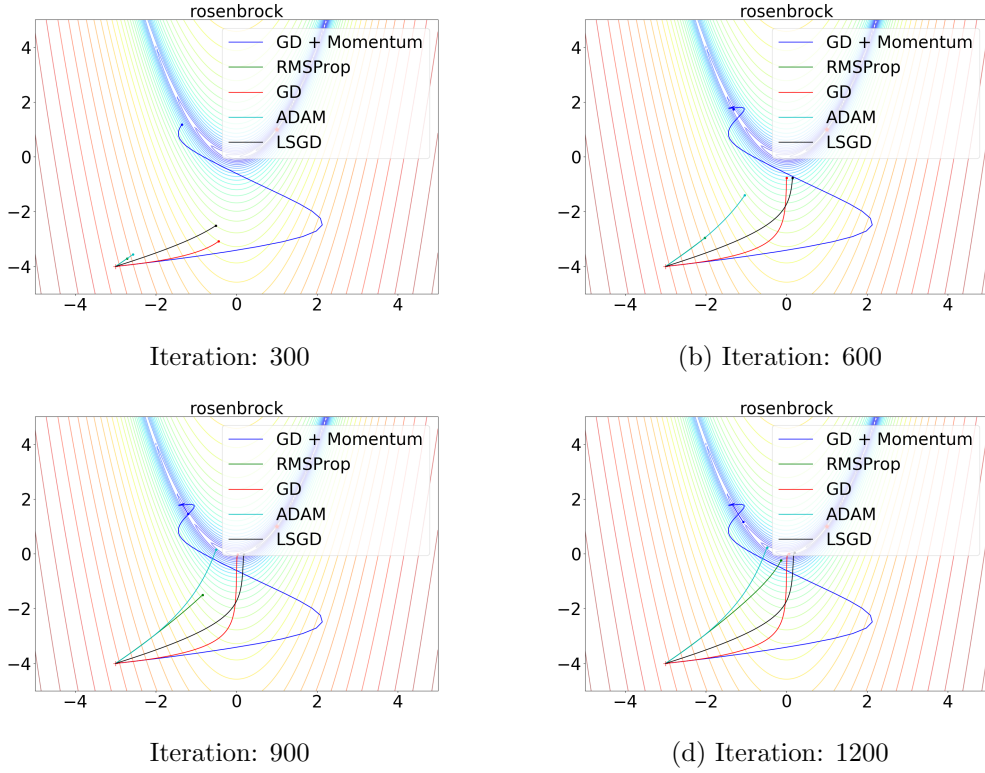 rosenbrock
rosenbrock
4
2
0
−2
−4
GD + Momentum
RMSProp
GD
ADAM
LSGD
−4 −2 0 2 4
4
2
0
−2
−4
GD + Momentum
RMSProp
GD
ADAM
LSGD
−4 −2 0 2 4
Iteration: 300
(b) Iteration: 600
rosenbrock
rosenbrock
4
2
0
−2
−4
GD + Momentum
RMSProp
GD
ADAM
LSGD
−4 −2 0 2 4
4
2
0
−2
−4
GD + Momentum
RMSProp
GD
ADAM
LSGD
−4 −2 0 2 4
Iteration: 900
(d) Iteration: 1200